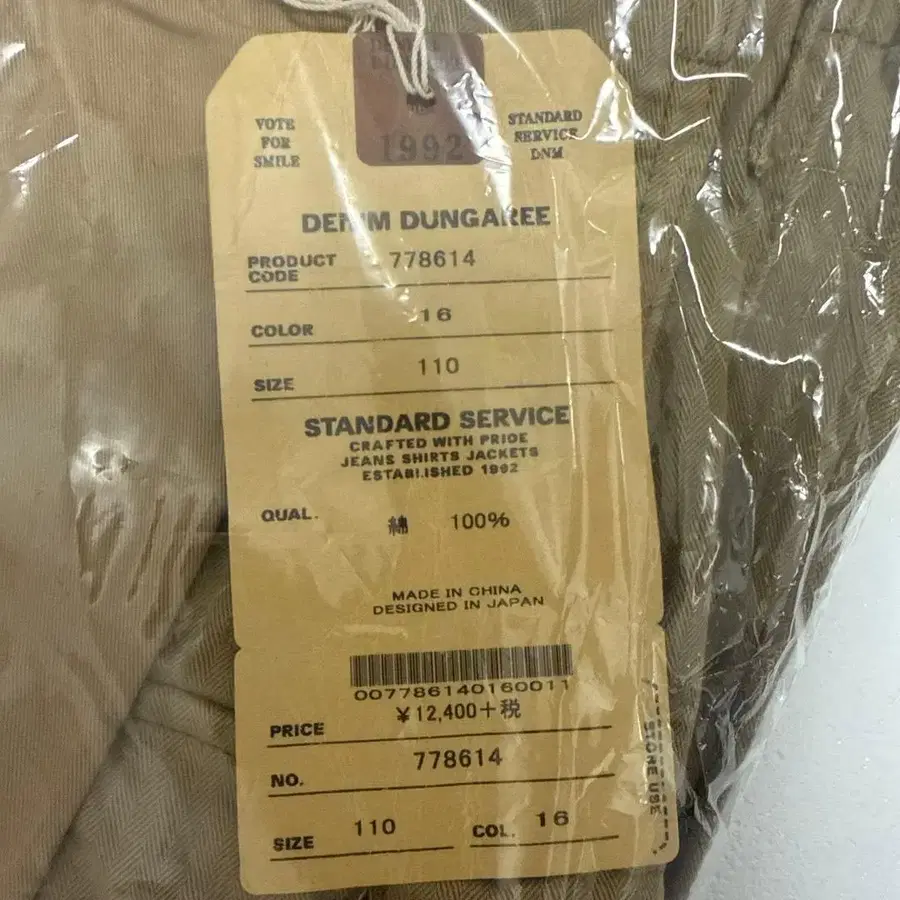 VOTE
FOR
SMILE
1992
STANDARD
SERVICE
DNM
DENIM DUNGAREE
PRODUCT
CODE
778614
COLOR
16
SIZE
110
STANDARD SERVICE
CRAFTED WITH PRIDE
JEANS SHIRTS JACKETS
ESTABLISHED 1992
QUAL. 綿 100%
MADE IN CHINA
DESIGNED IN JAPAN
007786140160011
¥12,400+税
PRICE
NO. 778614
SIZE 110 COL. 16
STORE USE